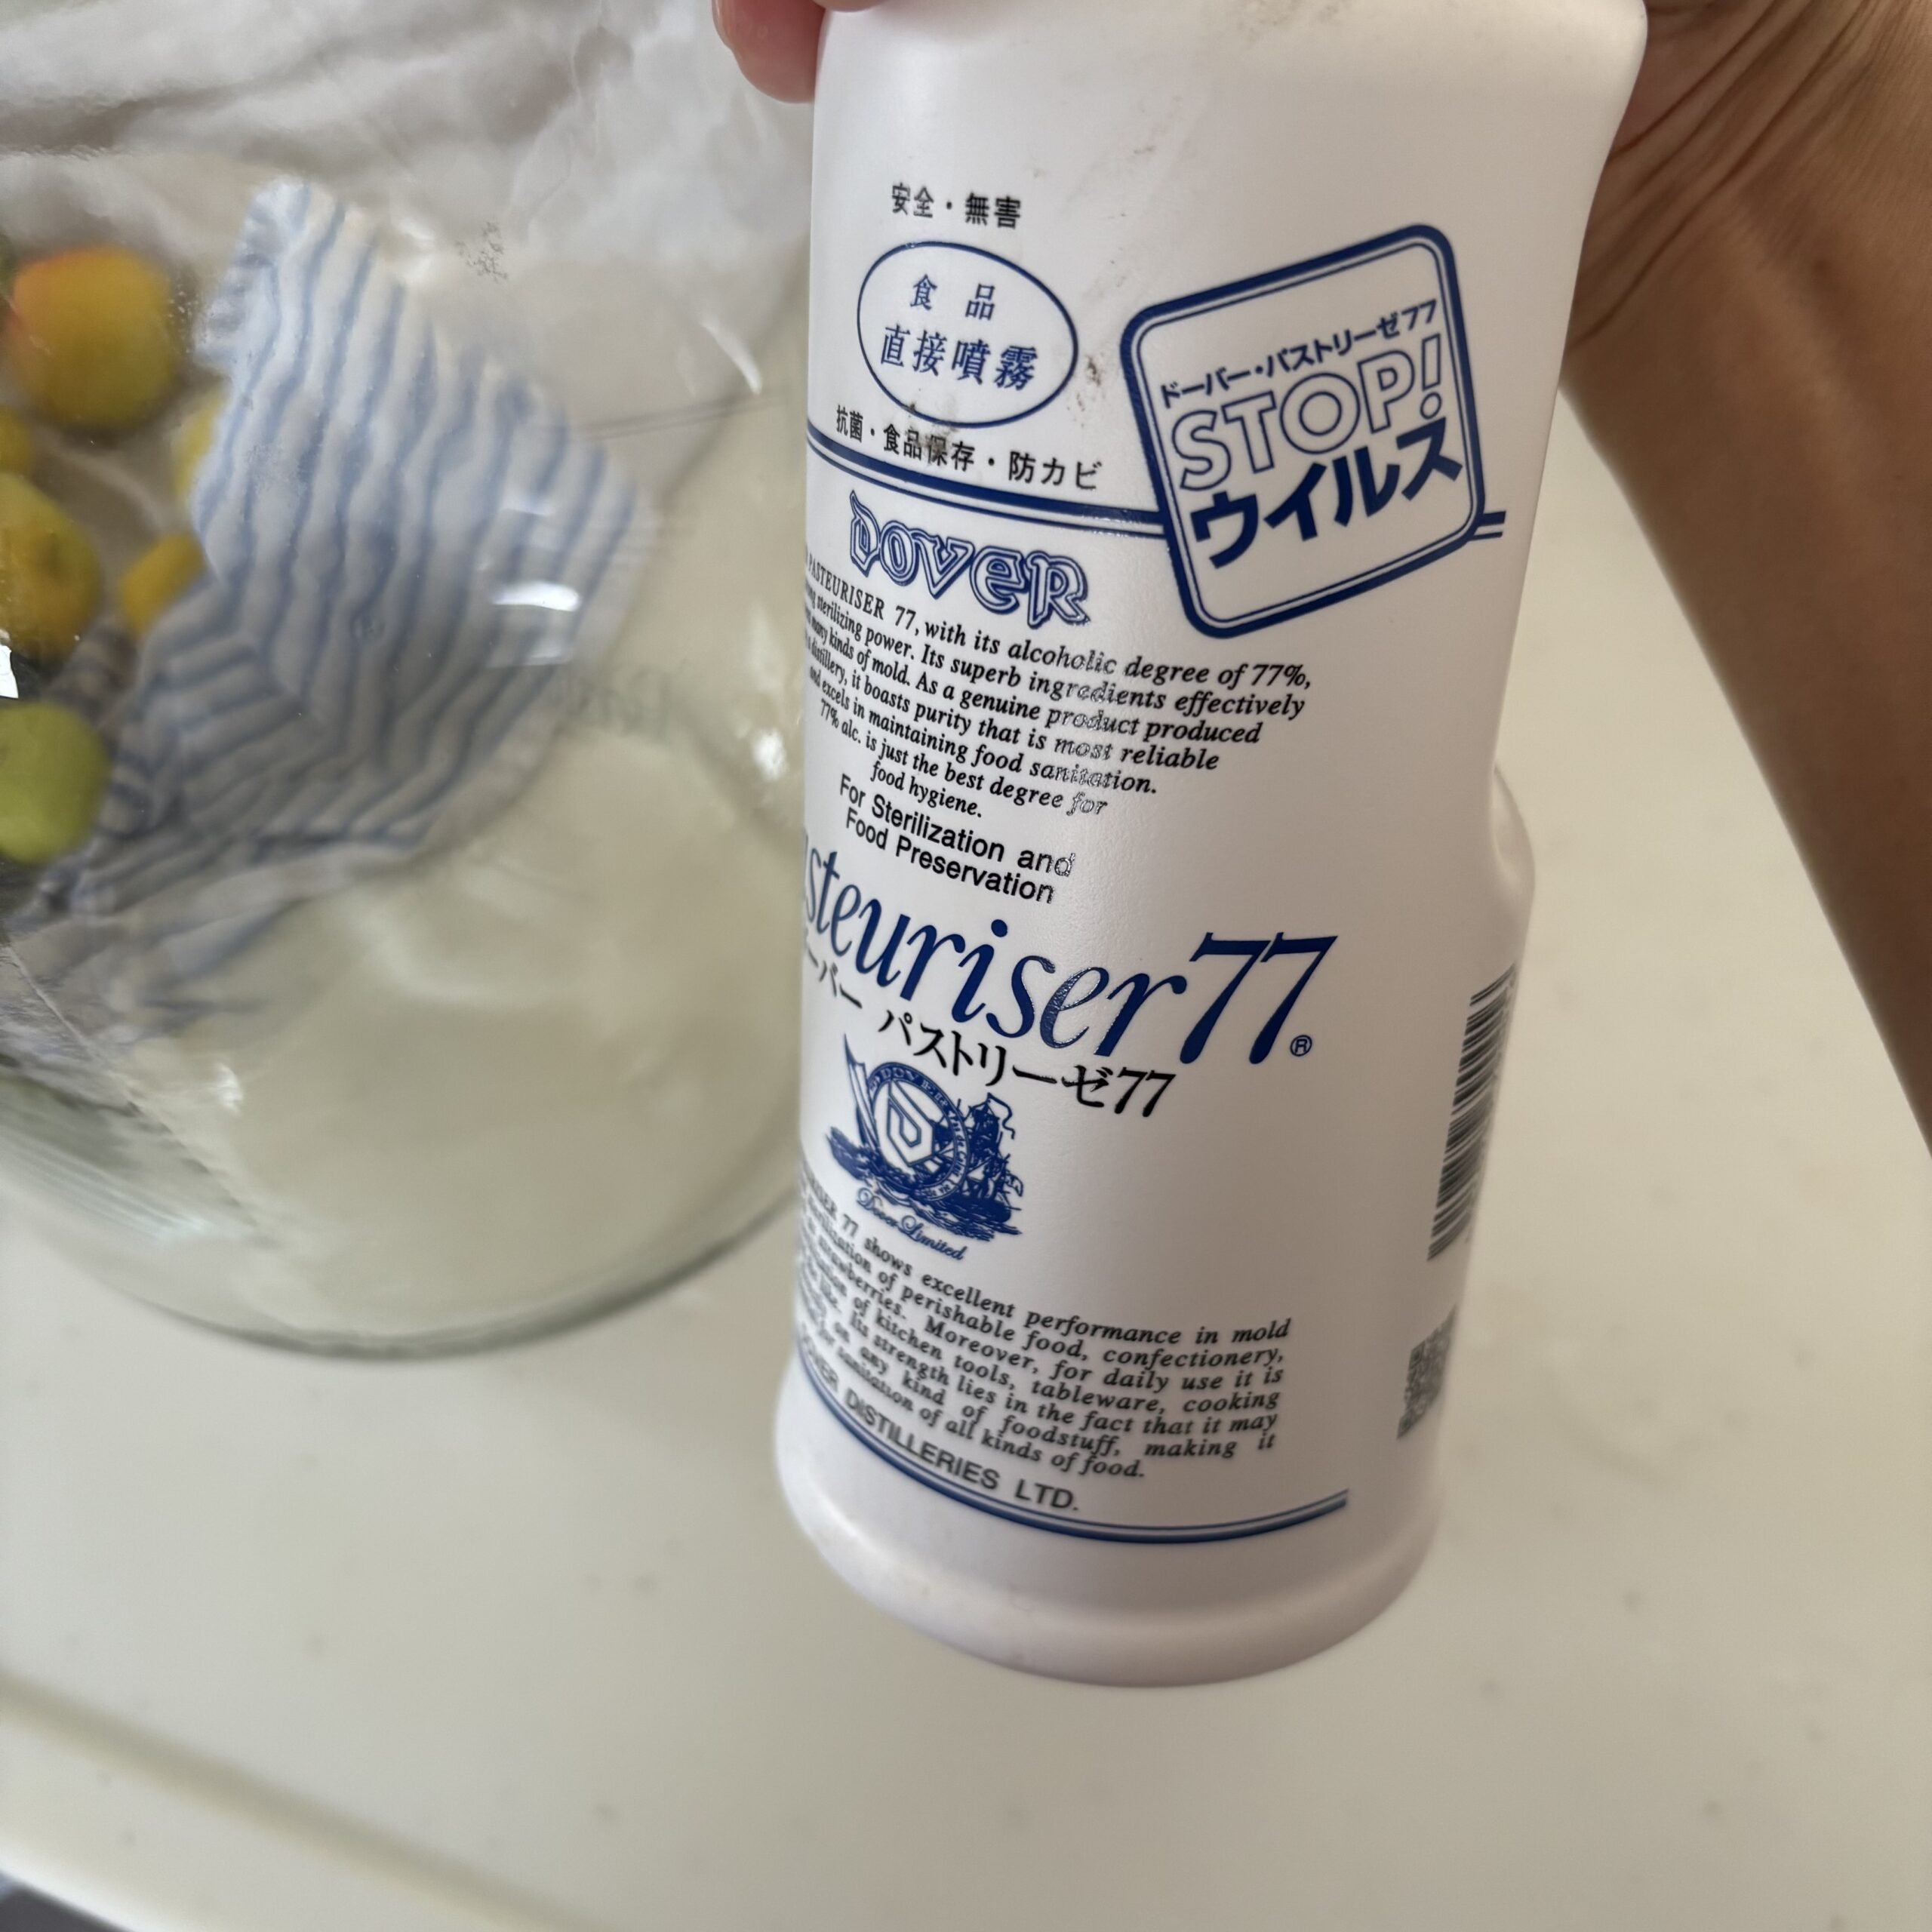 安全・無害
食品
直接噴霧
抗菌・食品保存・防カビ
ドーバー・パストリーゼ77
STOP!
ウイルス
DOVER
PASTEURISER 77, with its alcoholic degree of 77%,
sterilizing power. Its superb ingredients effectively
many kinds of mold. As a genuine product produced
distillery, it boasts purity that is most reliable
and excels in maintaining food sanitation.
77% alc. is just the best degree for
food hygiene.
For Sterilization and
Food Preservation
steuriser77®
ーバー パストリーゼ77
Dover Limited
77 shows excellent performance in mold
of perishable food, confectionery,
strawberries. Moreover, for daily use it is
of kitchen tools, tableware, cooking
like. Its strength lies in the fact that it may
on any kind of foodstuff, making it
for sanitation of all kinds of food.
DOVER DISTILLERIES LTD.